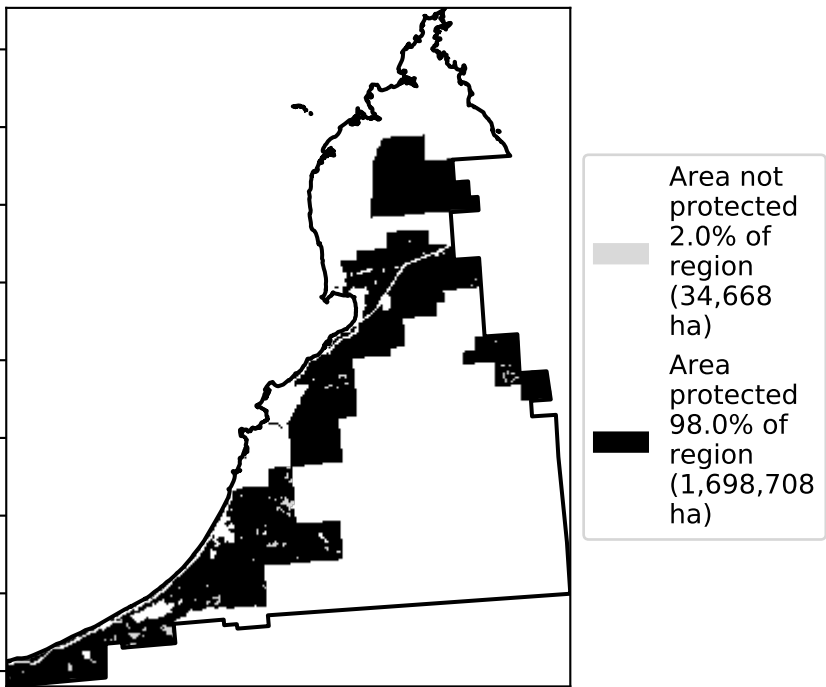 Area not
protected
2.0% of
region
(34,668
ha)
Area
protected
98.0% of
region
(1,698,708
ha)